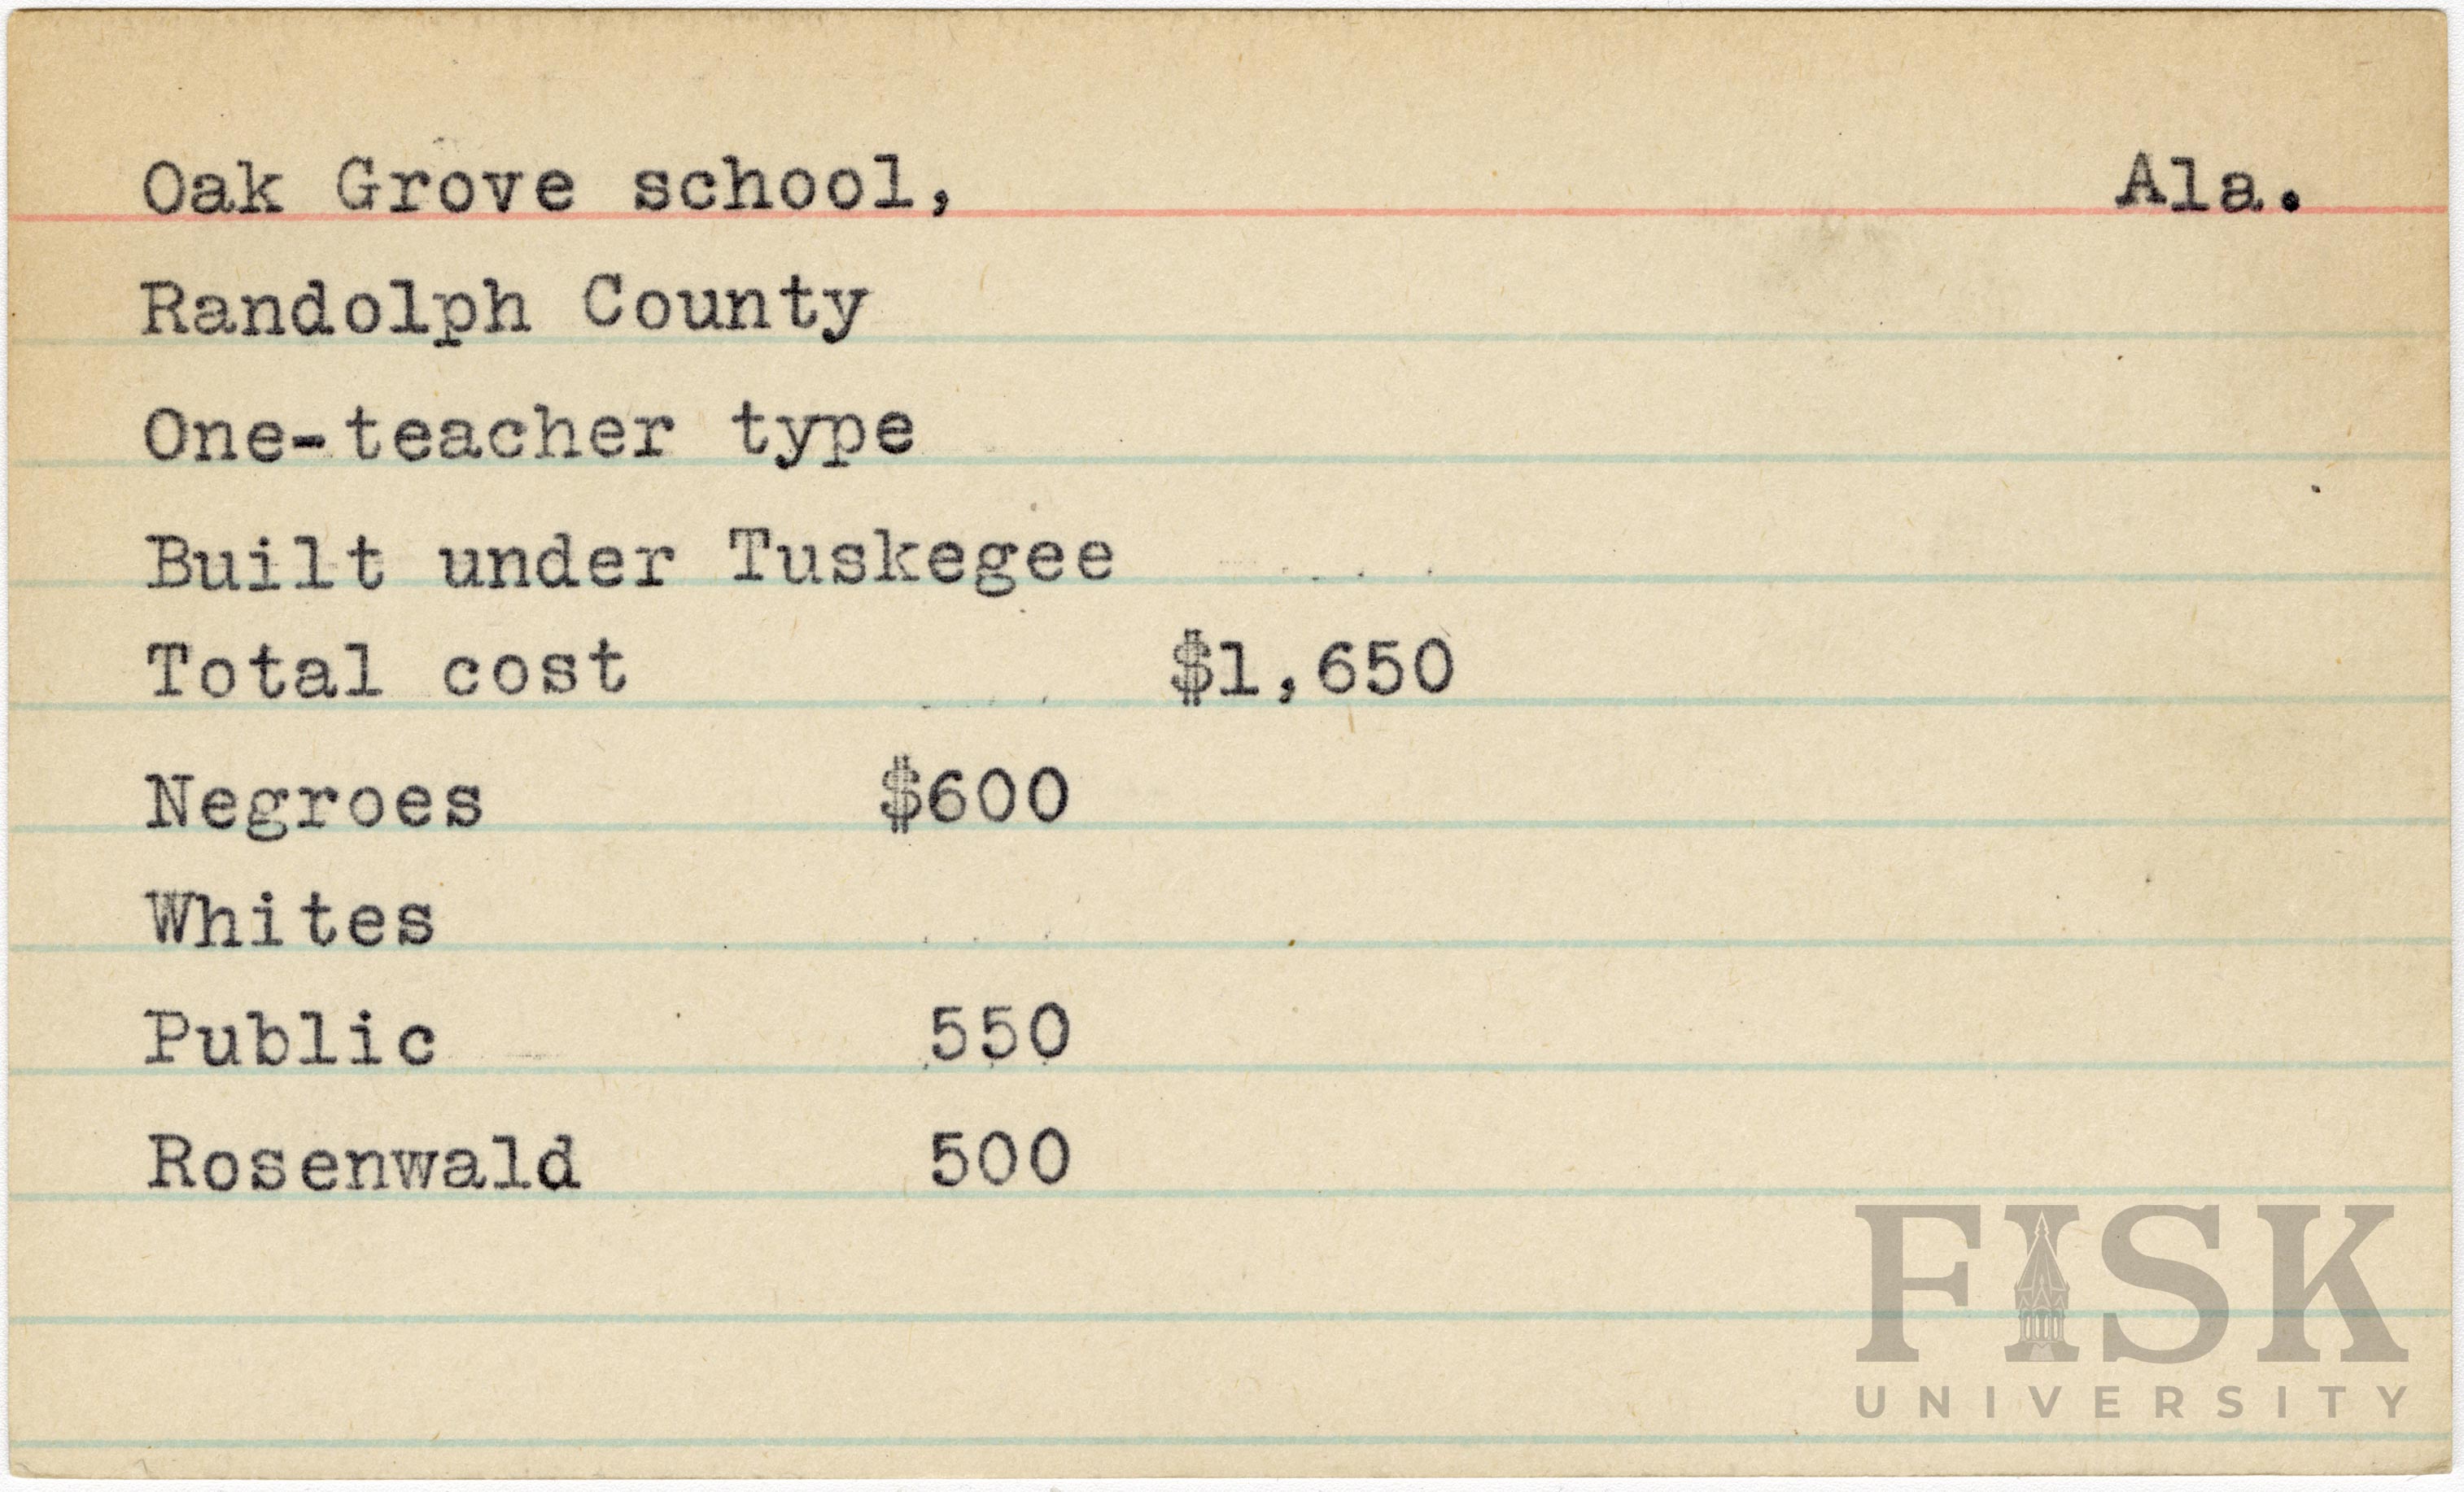 Oak Grove school, Ala.
Randolph County
One-teacher type
Built under Tuskegee
Total cost $1,650
Negroes $600
Whites
Public 550
Rosenwald 500
FISK
UNIVERSITY